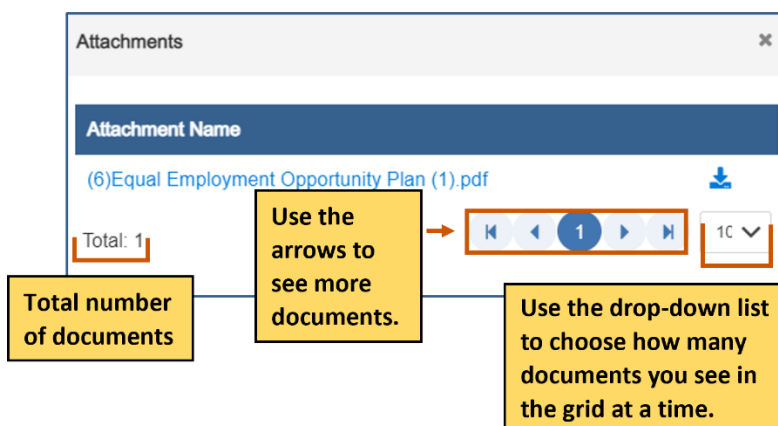 Attachments
Attachment Name
(6)Equal Employment Opportunity Plan (1).pdf
Total: 1
Use the
arrows to
see more
documents.
1
10
Total number
of documents
Use the drop-down list
to choose how many
documents you see in
the grid at a time.